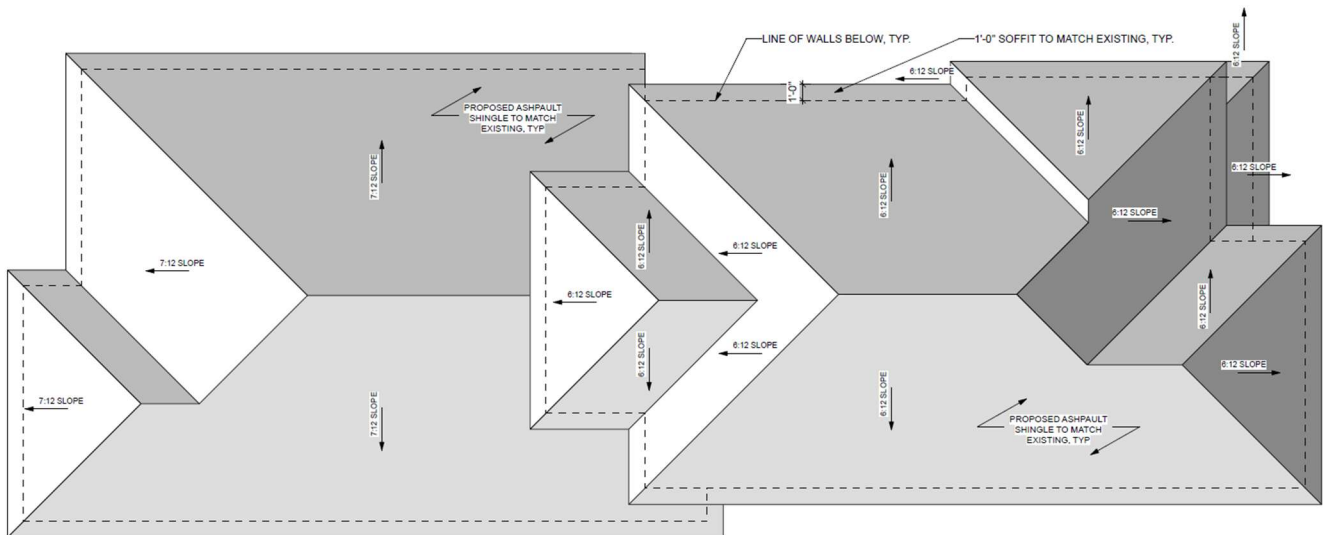 6:12 SLOPE
LINE OF WALLS BELOW, TYP.
1'-0" SOFFIT TO MATCH EXISTING, TYP.
6:12 SLOPE
1'-0"
PROPOSED ASHPAULT
SHINGLE TO MATCH
EXISTING, TYP
7:12 SLOPE
6:12 SLOPE
6:12 SLOPE
6:12 SLOPE
6:12 SLOPE
6:12 SLOPE
6:12 SLOPE
7:12 SLOPE
6:12 SLOPE
6:12 SLOPE
6:12 SLOPE
6:12 SLOPE
6:12 SLOPE
6:12 SLOPE
7:12 SLOPE
7:12 SLOPE
6:12 SLOPE
PROPOSED ASHPAULT
SHINGLE TO MATCH
EXISTING, TYP